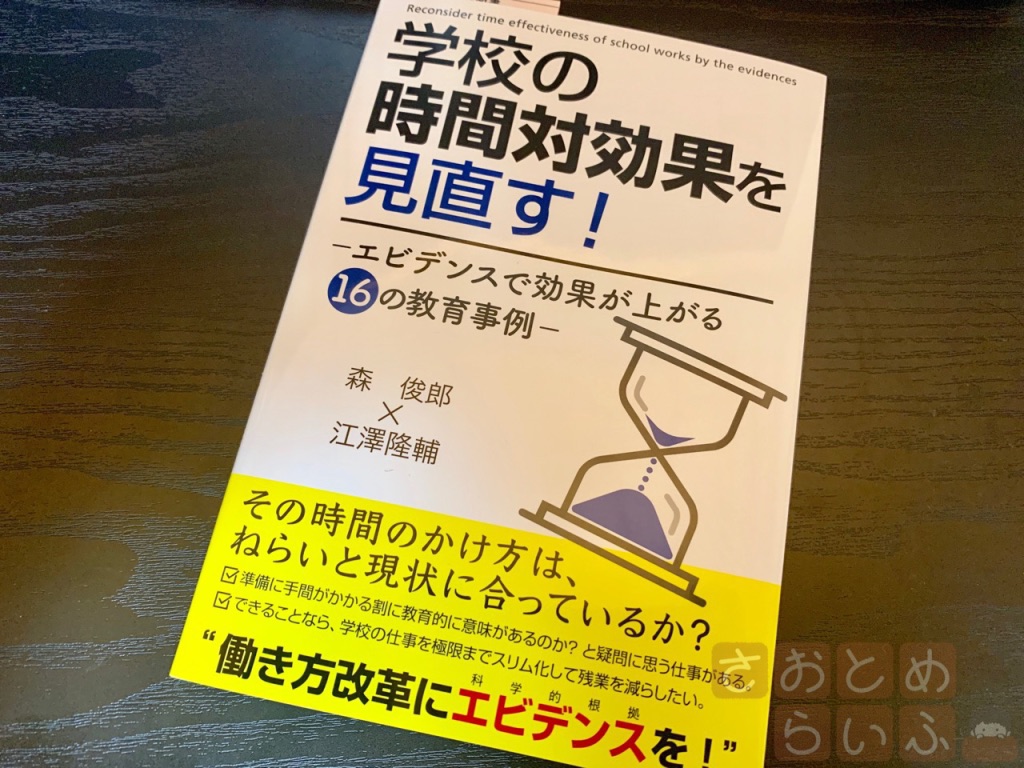 Reconsider time effectiveness of school works by the evidences
学校の
時間対効果を
見直す!
―エビデンスで効果が上がる
16の教育事例―
森 俊郎
×
江澤隆輔
その時間のかけ方は、
ねらいと現状に合っているか?
☑準備に手間がかかる割に教育的に意味があるのか?と疑問に思う仕事がある。
☑できることなら、学校の仕事を極限までスリム化して残業を減らしたい。
科学的根拠
“働き方改革にエビデンスを!”
さおとめ
らいふ